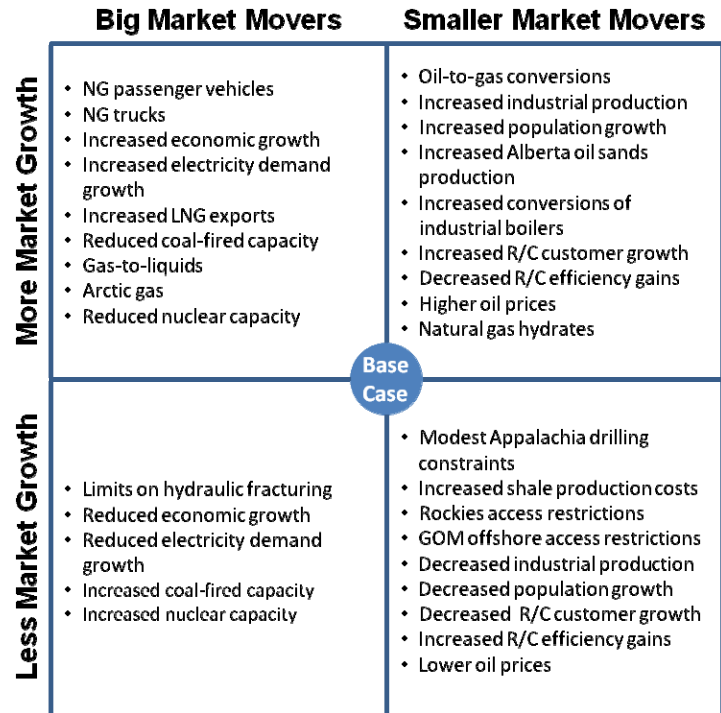 Big Market Movers
Smaller Market Movers
More Market Growth
• NG passenger vehicles
• NG trucks
• Increased economic growth
• Increased electricity demand
growth
• Increased LNG exports
• Reduced coal-fired capacity
• Gas-to-liquids
• Arctic gas
• Reduced nuclear capacity
• Oil-to-gas conversions
• Increased industrial production
• Increased population growth
• Increased Alberta oil sands
production
• Increased conversions of
industrial boilers
• Increased R/C customer growth
• Decreased R/C efficiency gains
• Higher oil prices
• Natural gas hydrates
Base
Case
Less Market Growth
• Limits on hydraulic fracturing
• Reduced economic growth
• Reduced electricity demand
growth
• Increased coal-fired capacity
• Increased nuclear capacity
• Modest Appalachia drilling
constraints
• Increased shale production costs
• Rockies access restrictions
• GOM offshore access restrictions
• Decreased industrial production
• Decreased population growth
• Decreased R/C customer growth
• Increased R/C efficiency gains
• Lower oil prices